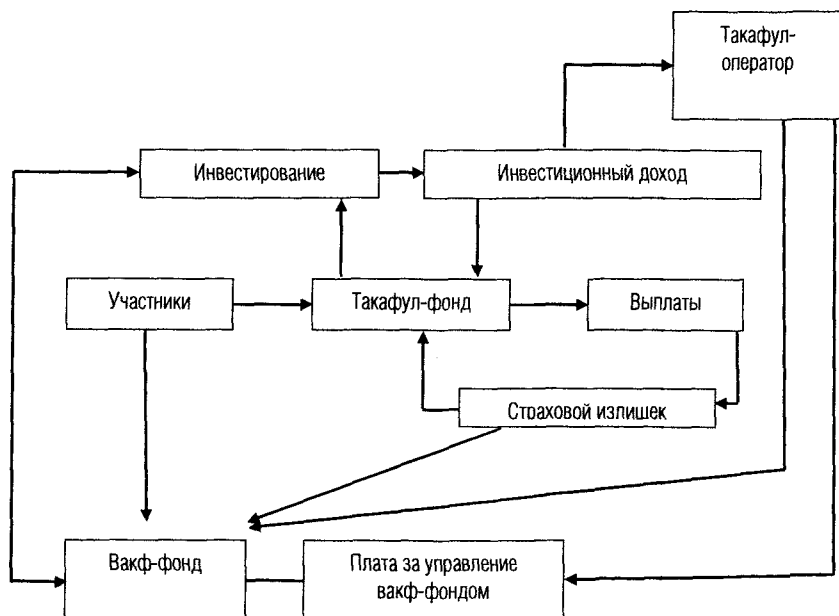 Такафул-
оператор
Инвестирование
Инвестиционный доход
Участники
Такафул-фонд
Выплаты
Страховой излишек
Вакф-фонд
Плата за управление
вакф-фондом